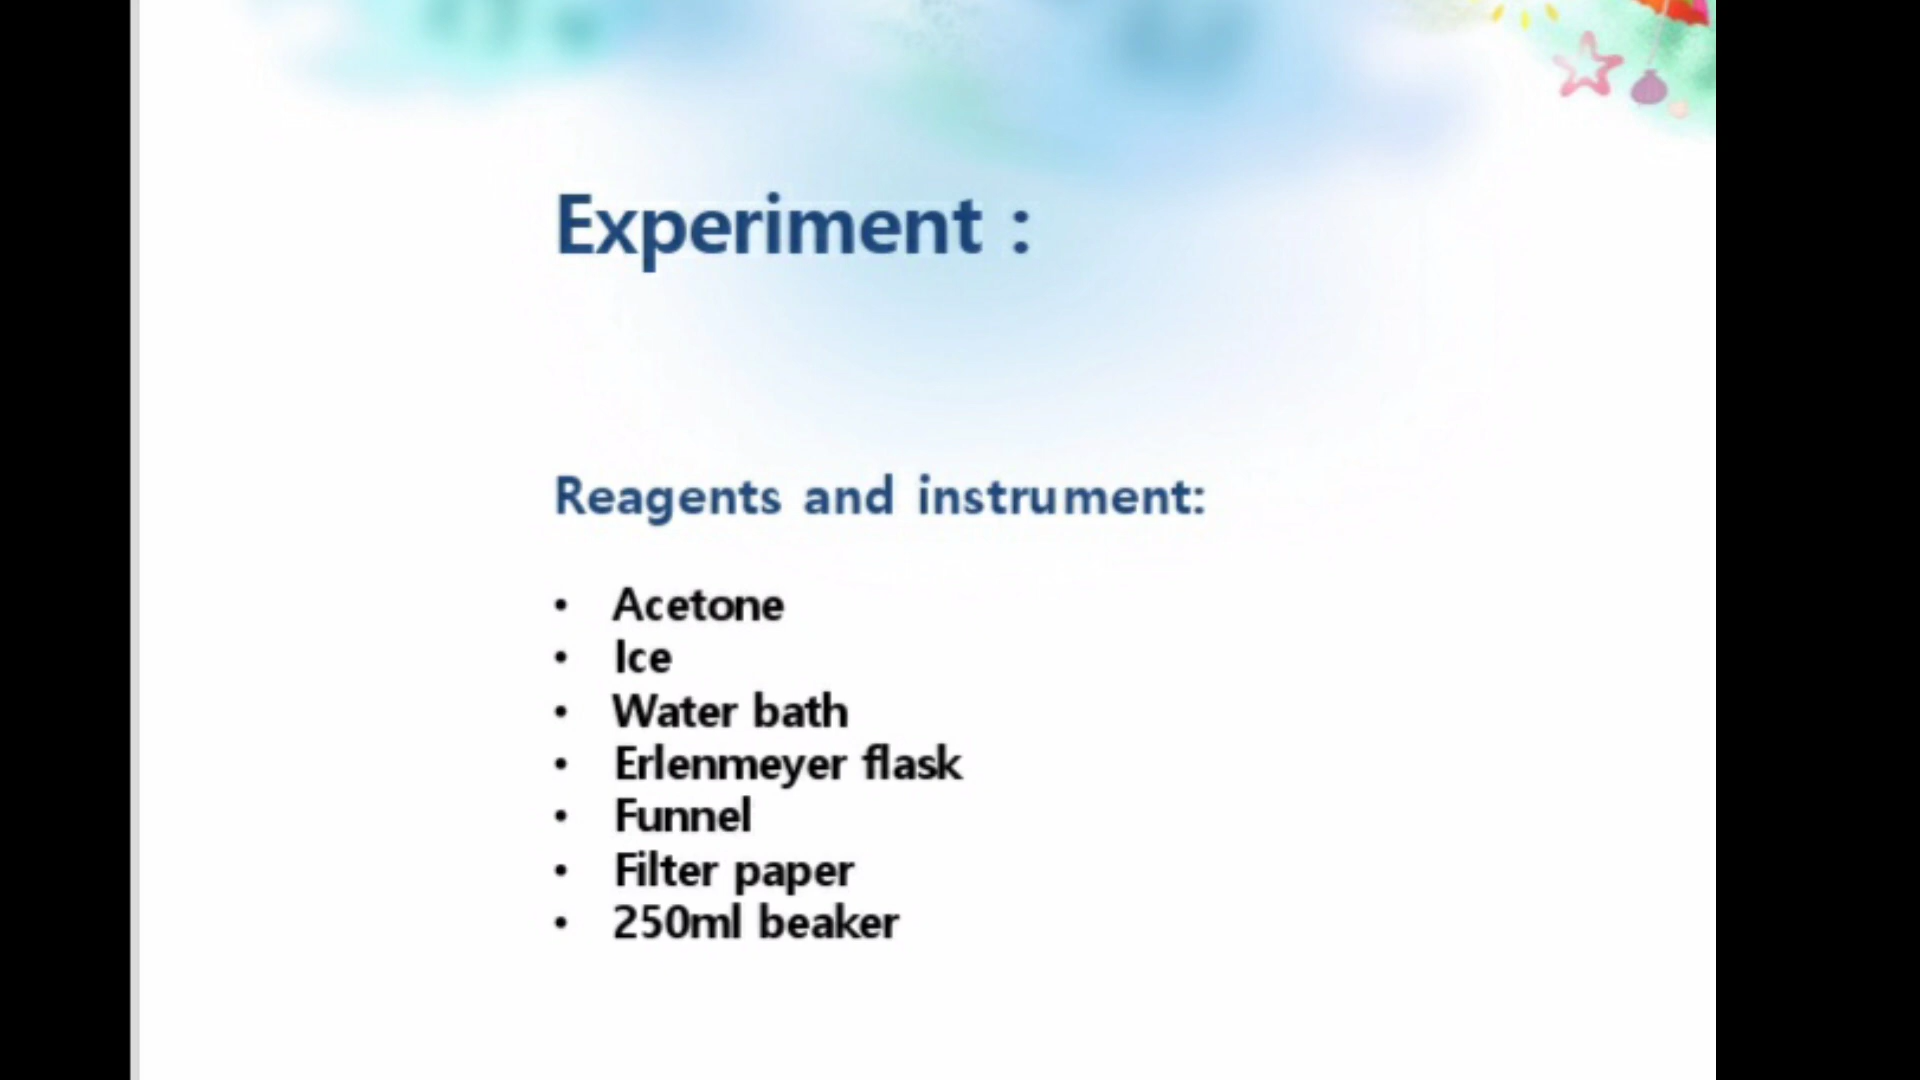 Experiment :
Reagents and instrument:
• Acetone
• Ice
• Water bath
• Erlenmeyer flask
• Funnel
• Filter paper
• 250ml beaker